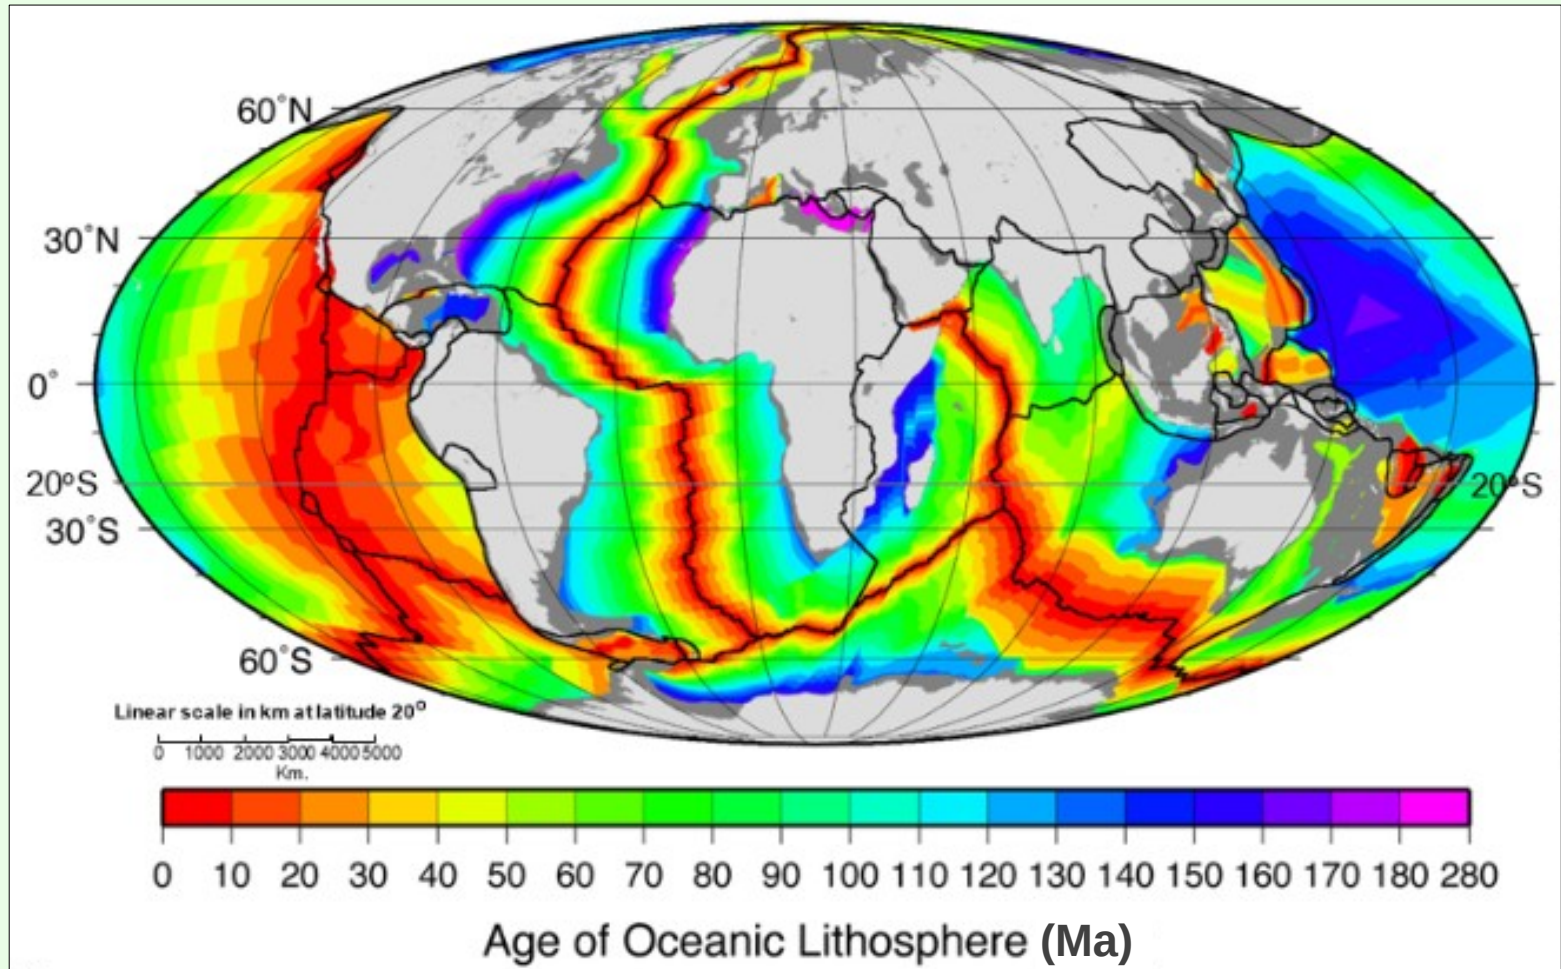 60°N
30°N
0°
20ºS
20ºS
30°S
60°S
Linear scale in km at latitude 20º
0 1000 2000 3000 4000 5000
Km.
0 10 20 30 40 50 60 70 80 90 100 110 120 130 140 150 160 170 180 280
Age of Oceanic Lithosphere (Ma)